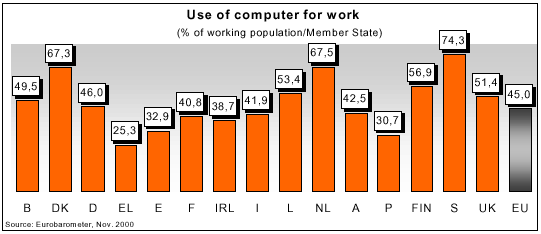 Use of computer for work
(% of working population/Member State)
49,5 67,3 46,0 25,3 32,9 40,8 38,7 41,9 53,4 67,5 42,5 30,7 56,9 74,3 51,4 45,0
B DK D EL E F IRL I L NL A P FIN S UK EU
Source: Eurobarometer, Nov. 2000